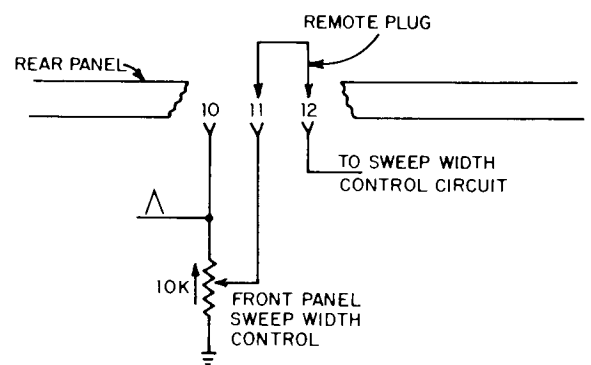 REMOTE PLUG
REAR PANEL
10 11 12
TO SWEEP WIDTH
CONTROL CIRCUIT
10K
FRONT PANEL
SWEEP WIDTH
CONTROL